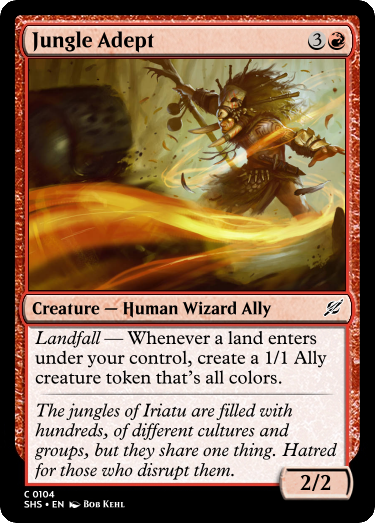 Jungle Adept 3
Creature — Human Wizard Ally
Landfall — Whenever a land enters
under your control, create a 1/1 Ally
creature token that's all colors.
The jungles of Iriatu are filled with
hundreds, of different cultures and
groups, but they share one thing. Hatred
for those who disrupt them.
2/2
C 0104
SHS • EN Bob Kehl